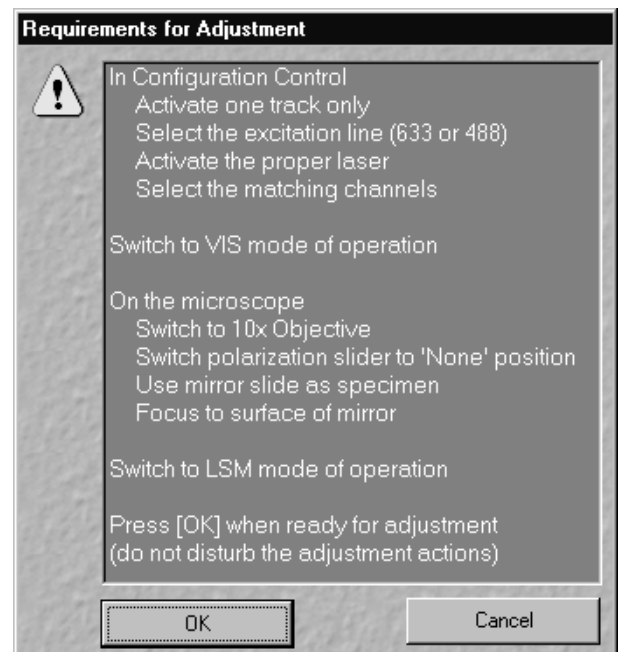 Requirements for Adjustment
In Configuration Control
Activate one track only
Select the excitation line (633 or 488)
Activate the proper laser
Select the matching channels
Switch to VIS mode of operation
On the microscope
Switch to 10x Objective
Switch polarization slider to 'None' position
Use mirror slide as specimen
Focus to surface of mirror
Switch to LSM mode of operation
Press [OK] when ready for adjustment
(do not disturb the adjustment actions)
OK
Cancel